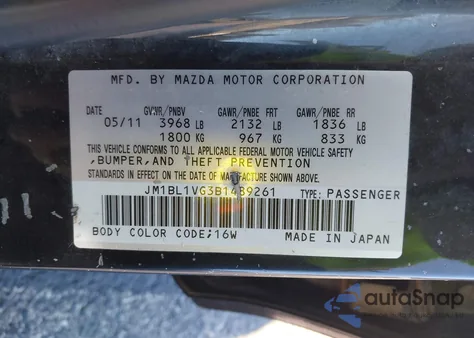 MFD. BY MAZDA MOTOR CORPORATION
DATE GVWR/PNBV GAWR/PNBE FRT GAWR/PNBE RR
05/11 3968 LB 2132 LB 1836 LB
1800 KG 967 KG 833 KG
THIS VEHICLE CONFORMS TO ALL APPLICABLE FEDERAL MOTOR VEHICLE SAFETY
,BUMPER,AND THEFT PREVENTION
STANDARDS IN EFFECT ON THE DATE OF MANUFACTURE SHOWN ABOVE.
JM1BL1VG3B1489261 TYPE: PASSENGER
BODY COLOR CODE;16W MADE IN JAPAN
autoSnap